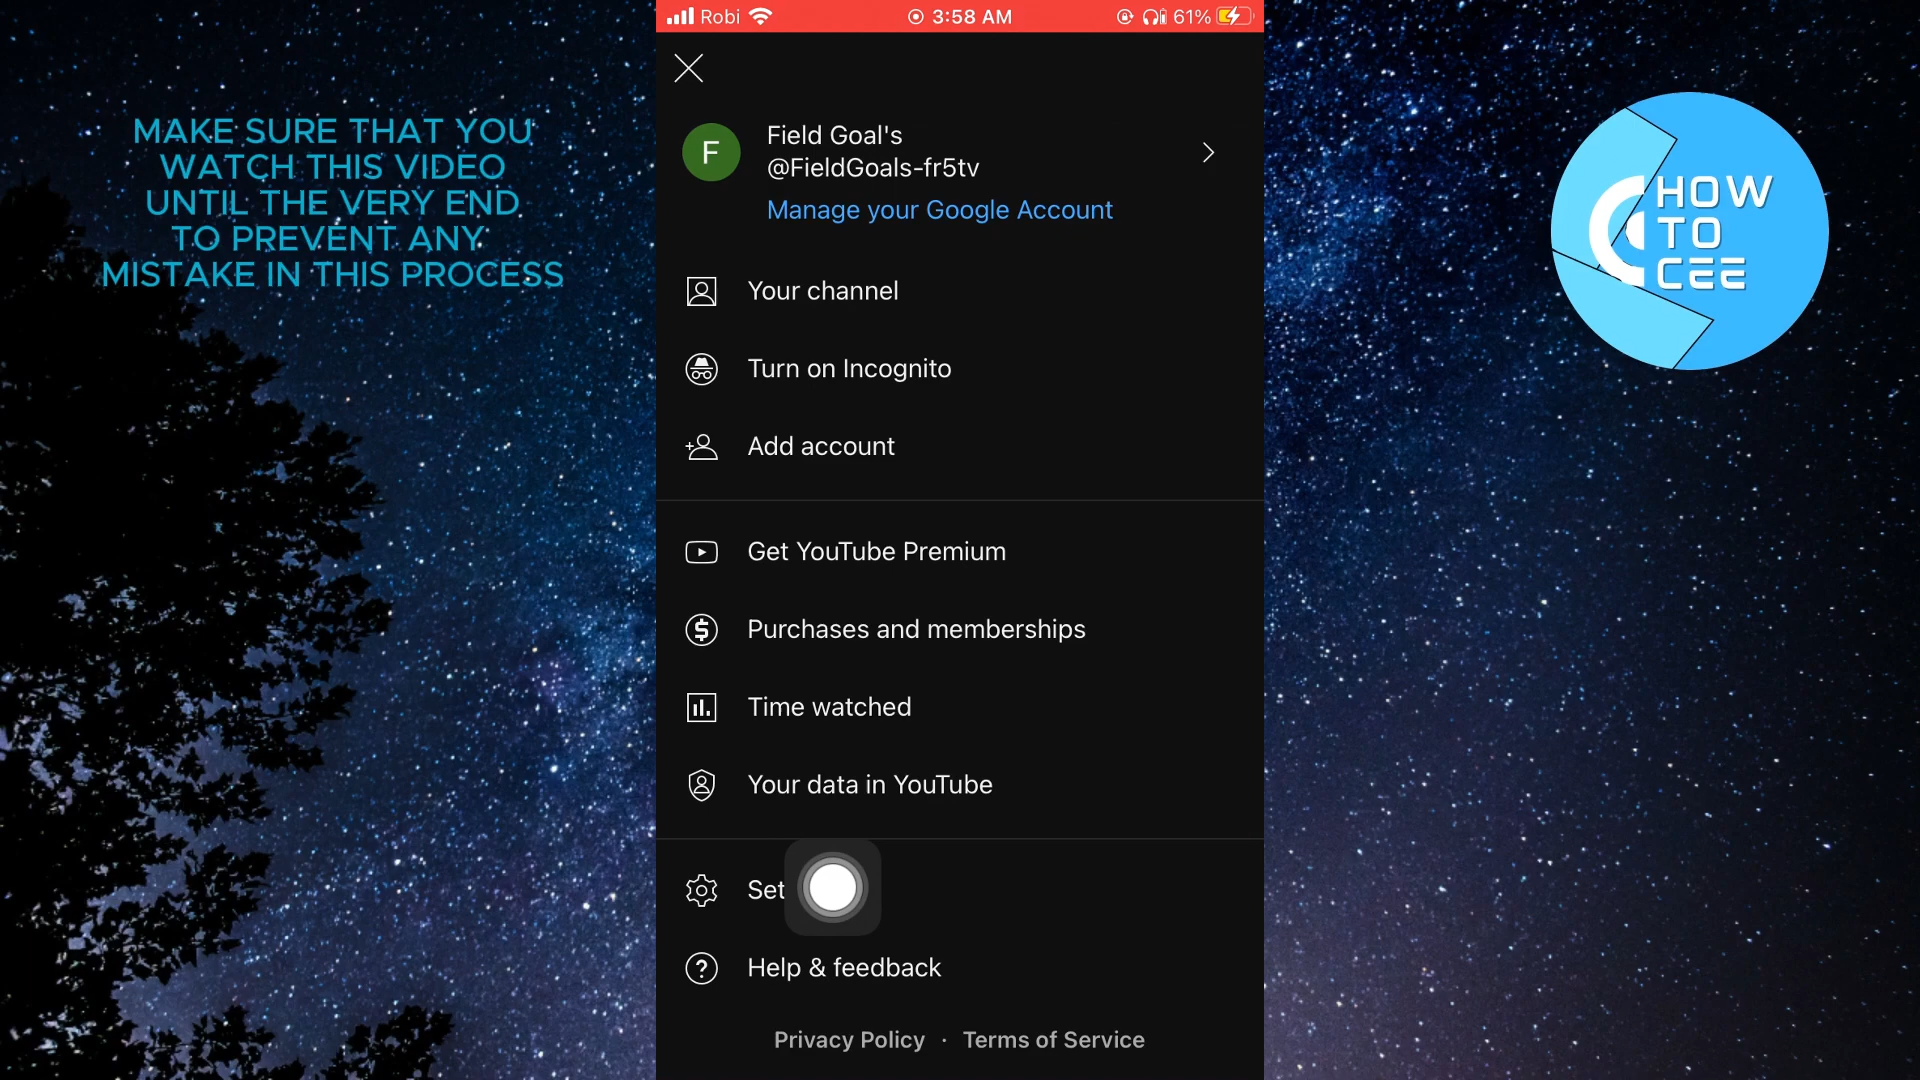 MAKE SURE THAT YOU
WATCH THIS VIDEO
UNTIL THE VERY END
TO PREVENT ANY
MISTAKE IN THIS PROCESS
Robi
3:58 AM
61%
F
Field Goal's
@FieldGoals-fr5tv
Manage your Google Account
Your channel
Turn on Incognito
Add account
Get YouTube Premium
Purchases and memberships
Time watched
Your data in YouTube
Set
Help & feedback
Privacy Policy · Terms of Service
HOW
TO
CEE